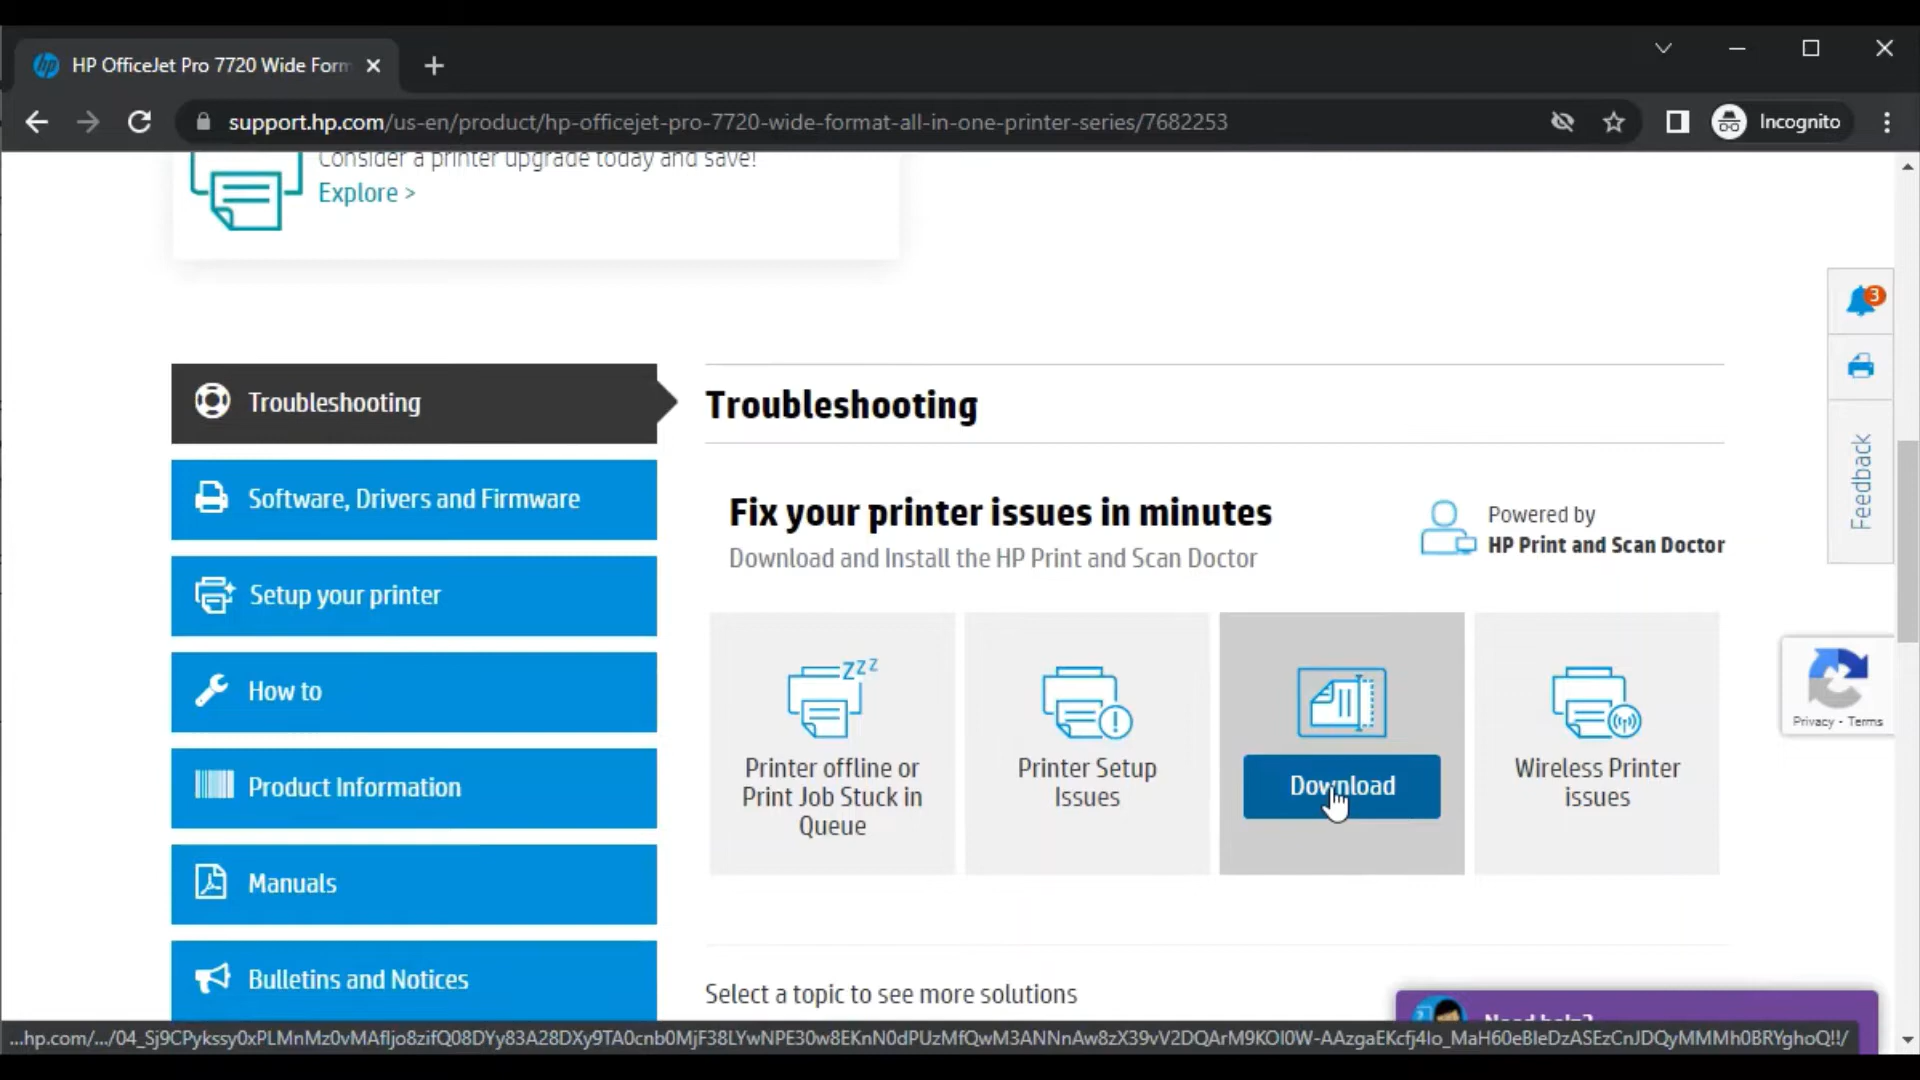 HP OfficeJet Pro 7720 Wide Form
support.hp.com/us-en/product/hp-officejet-pro-7720-wide-format-all-in-one-printer-series/7682253
Incognito
Consider a printer upgrade today and save!
Explore >
3
Feedback
Troubleshooting
Software, Drivers and Firmware
Setup your printer
How to
Product Information
Manuals
Bulletins and Notices
Troubleshooting
Fix your printer issues in minutes
Download and Install the HP Print and Scan Doctor
Powered by
HP Print and Scan Doctor
zzz
Printer offline or
Print Job Stuck in
Queue
Printer Setup
Issues
Download
Wireless Printer
issues
Privacy - Terms
Select a topic to see more solutions
Need help?